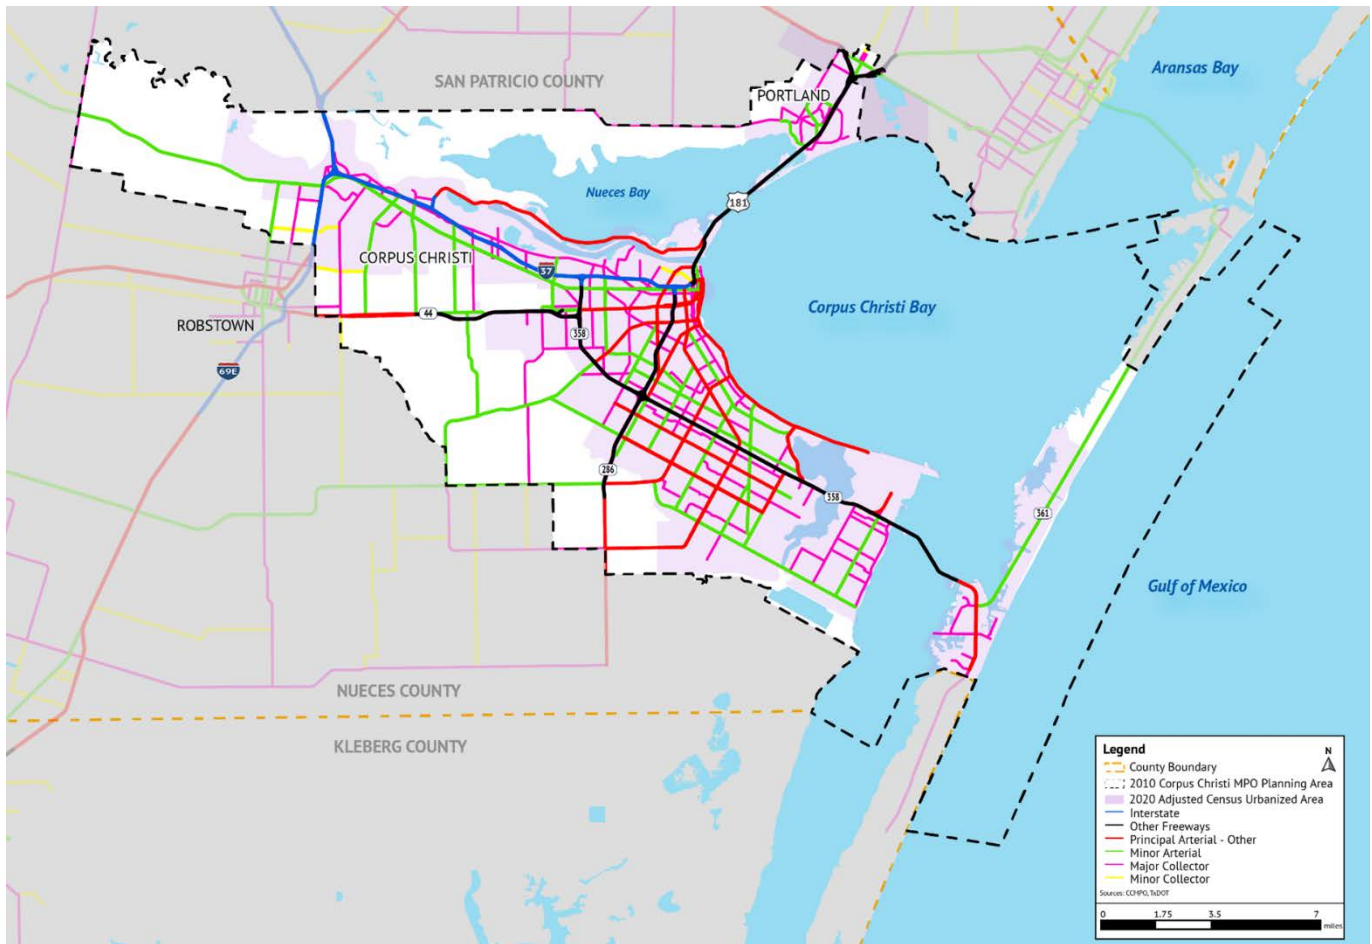 Aransas Bay
SAN PATRICIO COUNTY
PORTLAND
Nueces Bay
181
CORPUS CHRISTI
37
Corpus Christi Bay
44
ROBSTOWN
358
69E
286
358
361
Gulf of Mexico
NUECES COUNTY
KLEBERG COUNTY
Legend
N
County Boundary
2010 Corpus Christi MPO Planning Area
2020 Adjusted Census Urbanized Area
Interstate
Other Freeways
Principal Arterial - Other
Minor Arterial
Major Collector
Minor Collector
Sources: CCMPO, TxDOT
0 1.75 3.5 7
miles